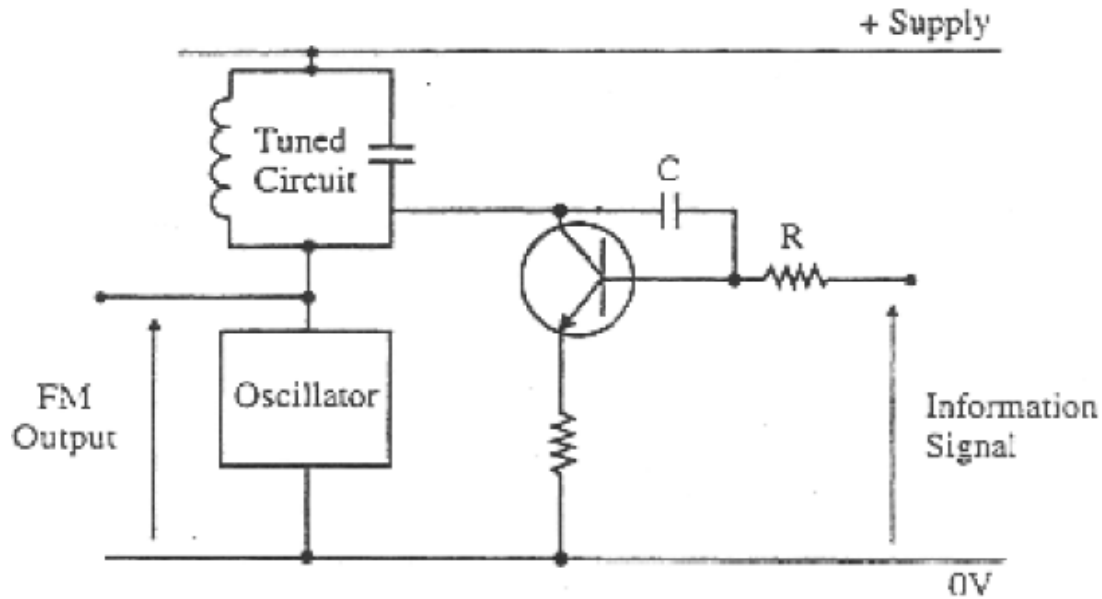 + Supply
Tuned
Circuit
C
R
Oscillator
FM
Output
Information
Signal
0V